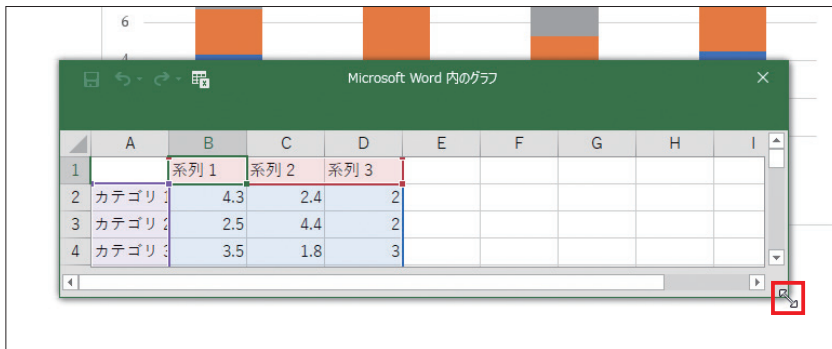 6
4
Microsoft Word 内のグラフ
A B C D E F G H I
1 系列 1 系列 2 系列 3
2 カテゴリ 1 4.3 2.4 2
3 カテゴリ 2 2.5 4.4 2
4 カテゴリ 3 3.5 1.8 3